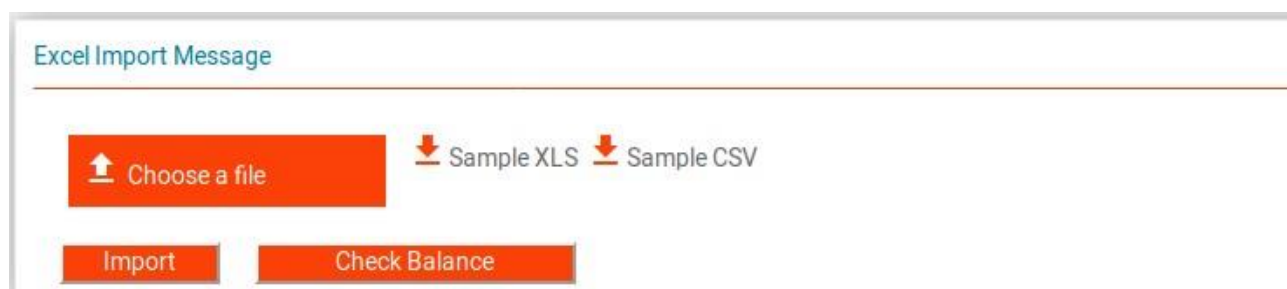 Excel Import Message
Choose a file
Sample XLS Sample CSV
Import
Check Balance